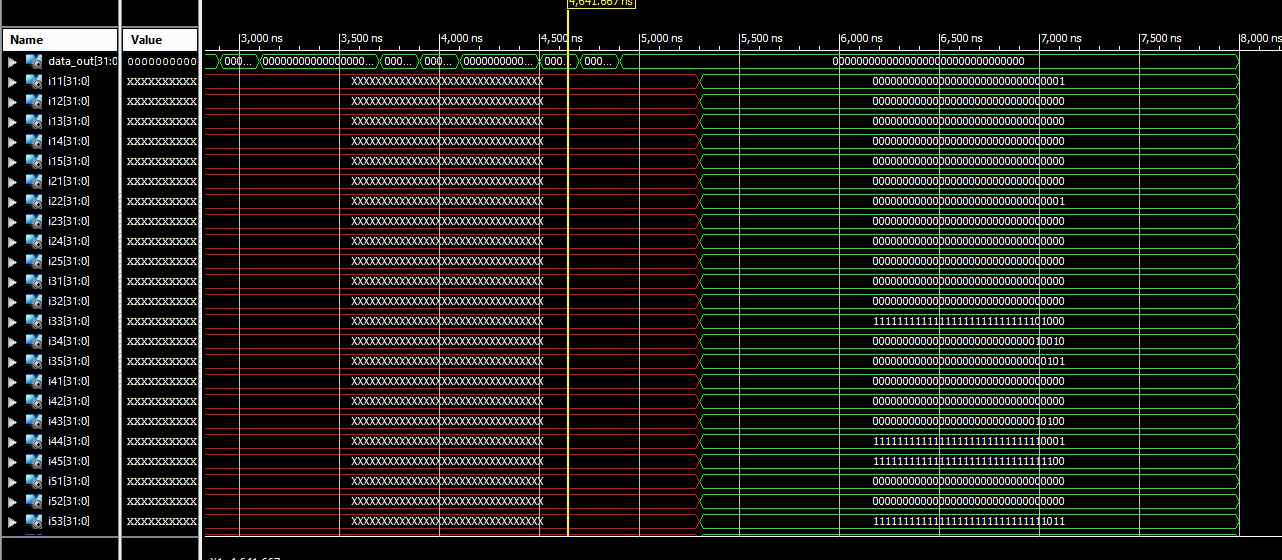 4,641.667 ns
Name Value 3,000 ns 3,500 ns 4,000 ns 4,500 ns 5,000 ns 5,500 ns 6,000 ns 6,500 ns 7,000 ns 7,500 ns 8,000 ns
data_out[31:0 0000000000 000... 00000000000000000... 000... 000... 0000000000... 000... 000... 00000000000000000000000000000000
i11[31:0] XXXXXXXXXX XXXXXXXXXXXXXXXXXXXXXXXXXXXXXXXX 00000000000000000000000000000001
i12[31:0] XXXXXXXXXX XXXXXXXXXXXXXXXXXXXXXXXXXXXXXXXX 00000000000000000000000000000000
i13[31:0] XXXXXXXXXX XXXXXXXXXXXXXXXXXXXXXXXXXXXXXXXX 00000000000000000000000000000000
i14[31:0] XXXXXXXXXX XXXXXXXXXXXXXXXXXXXXXXXXXXXXXXXX 00000000000000000000000000000000
i15[31:0] XXXXXXXXXX XXXXXXXXXXXXXXXXXXXXXXXXXXXXXXXX 00000000000000000000000000000000
i21[31:0] XXXXXXXXXX XXXXXXXXXXXXXXXXXXXXXXXXXXXXXXXX 00000000000000000000000000000000
i22[31:0] XXXXXXXXXX XXXXXXXXXXXXXXXXXXXXXXXXXXXXXXXX 00000000000000000000000000000001
i23[31:0] XXXXXXXXXX XXXXXXXXXXXXXXXXXXXXXXXXXXXXXXXX 00000000000000000000000000000000
i24[31:0] XXXXXXXXXX XXXXXXXXXXXXXXXXXXXXXXXXXXXXXXXX 00000000000000000000000000000000
i25[31:0] XXXXXXXXXX XXXXXXXXXXXXXXXXXXXXXXXXXXXXXXXX 00000000000000000000000000000000
i31[31:0] XXXXXXXXXX XXXXXXXXXXXXXXXXXXXXXXXXXXXXXXXX 00000000000000000000000000000000
i32[31:0] XXXXXXXXXX XXXXXXXXXXXXXXXXXXXXXXXXXXXXXXXX 00000000000000000000000000000000
i33[31:0] XXXXXXXXXX XXXXXXXXXXXXXXXXXXXXXXXXXXXXXXXX 11111111111111111111111111101000
i34[31:0] XXXXXXXXXX XXXXXXXXXXXXXXXXXXXXXXXXXXXXXXXX 00000000000000000000000000010010
i35[31:0] XXXXXXXXXX XXXXXXXXXXXXXXXXXXXXXXXXXXXXXXXX 00000000000000000000000000000101
i41[31:0] XXXXXXXXXX XXXXXXXXXXXXXXXXXXXXXXXXXXXXXXXX 00000000000000000000000000000000
i42[31:0] XXXXXXXXXX XXXXXXXXXXXXXXXXXXXXXXXXXXXXXXXX 00000000000000000000000000000000
i43[31:0] XXXXXXXXXX XXXXXXXXXXXXXXXXXXXXXXXXXXXXXXXX 00000000000000000000000000010100
i44[31:0] XXXXXXXXXX XXXXXXXXXXXXXXXXXXXXXXXXXXXXXXXX 11111111111111111111111111110001
i45[31:0] XXXXXXXXXX XXXXXXXXXXXXXXXXXXXXXXXXXXXXXXXX 11111111111111111111111111111100
i51[31:0] XXXXXXXXXX XXXXXXXXXXXXXXXXXXXXXXXXXXXXXXXX 00000000000000000000000000000000
i52[31:0] XXXXXXXXXX XXXXXXXXXXXXXXXXXXXXXXXXXXXXXXXX 00000000000000000000000000000000
i53[31:0] XXXXXXXXXX XXXXXXXXXXXXXXXXXXXXXXXXXXXXXXXX 11111111111111111111111111111011
X1: 4,641.667